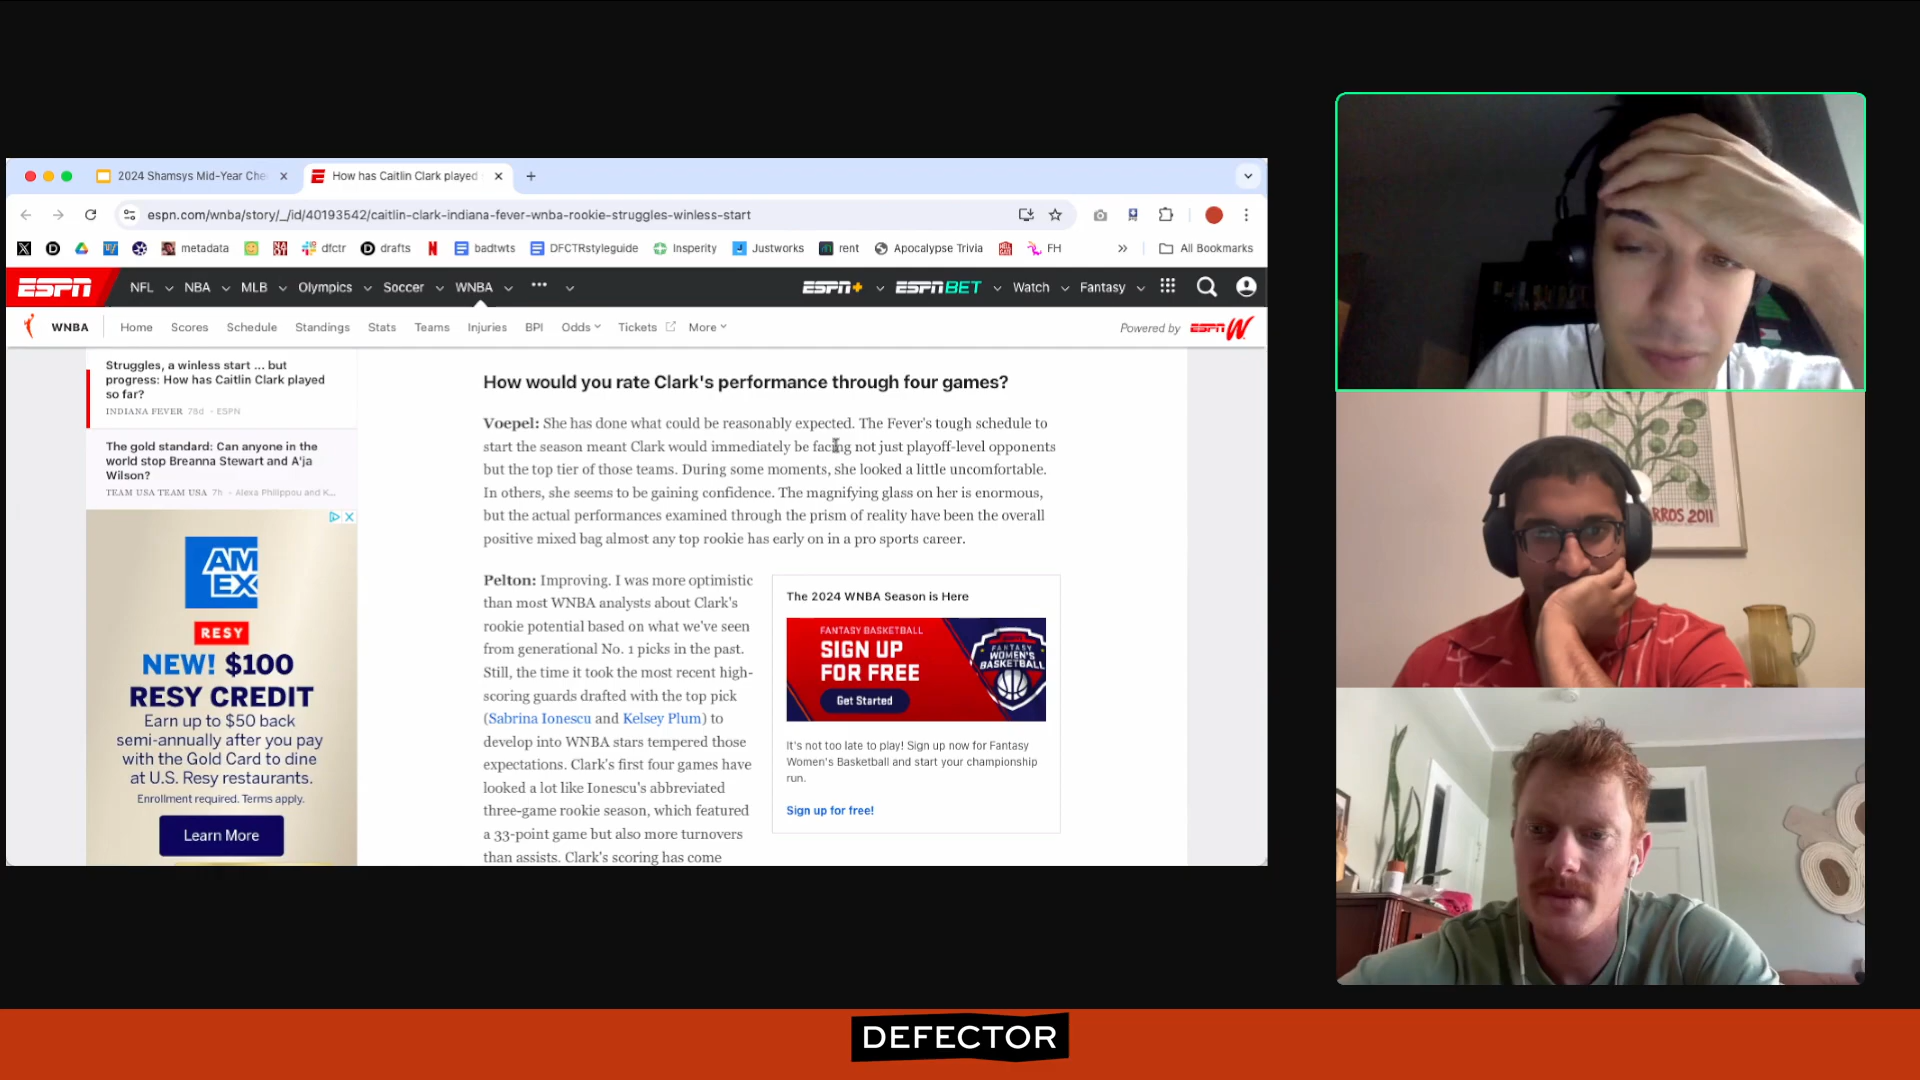 2024 Shamsys Mid-Year Che
How has Caitlin Clark played
espn.com/wnba/story/_/id/40193542/caitlin-clark-indiana-fever-wnba-rookie-struggles-winless-start
metadata
dfctr
drafts
badtwts
DFCTRstyleguide
Insperity
Justworks
rent
Apocalypse Trivia
FH
All Bookmarks
ESPN NFL NBA MLB Olympics Soccer WNBA ESPN+ ESPNBET Watch Fantasy
WNBA Home Scores Schedule Standings Stats Teams Injuries BPI Odds Tickets More Powered by ESPNW
Struggles, a winless start ... but
progress: How has Caitlin Clark played
so far?
INDIANA FEVER 78d - ESPN
The gold standard: Can anyone in the
world stop Breanna Stewart and A'ja
Wilson?
TEAM USA TEAM USA 7h - Alexa Philippou and K...
AM
EX
RESY
NEW! $100
RESY CREDIT
Earn up to $50 back
semi-annually after you pay
with the Gold Card to dine
at U.S. Resy restaurants.
Enrollment required. Terms apply.
Learn More
How would you rate Clark's performance through four games?
Voepel: She has done what could be reasonably expected. The Fever's tough schedule to
start the season meant Clark would immediately be facing not just playoff-level opponents
but the top tier of those teams. During some moments, she looked a little uncomfortable.
In others, she seems to be gaining confidence. The magnifying glass on her is enormous,
but the actual performances examined through the prism of reality have been the overall
positive mixed bag almost any top rookie has early on in a pro sports career.
Pelton: Improving. I was more optimistic
than most WNBA analysts about Clark's
rookie potential based on what we've seen
from generational No. 1 picks in the past.
Still, the time it took the most recent high-
scoring guards drafted with the top pick
(Sabrina Ionescu and Kelsey Plum) to
develop into WNBA stars tempered those
expectations. Clark's first four games have
looked a lot like Ionescu's abbreviated
three-game rookie season, which featured
a 33-point game but also more turnovers
than assists. Clark's scoring has come
The 2024 WNBA Season is Here
FANTASY BASKETBALL
SIGN UP
FOR FREE
Get Started
FANTASY
WOMEN'S
BASKETBALL
It's not too late to play! Sign up now for Fantasy
Women's Basketball and start your championship
run.
Sign up for free!
RROS 2011
DEFECTOR